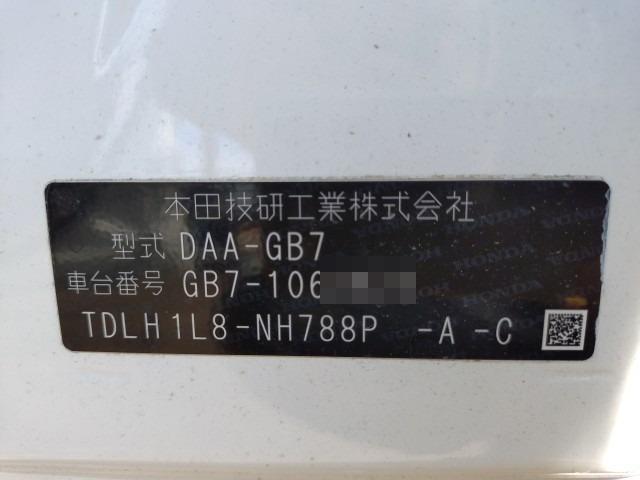 本田技研工業株式会社
型式 DAA-GB7
車台番号 GB7-106
TDLH1L8-NH788P -A -C